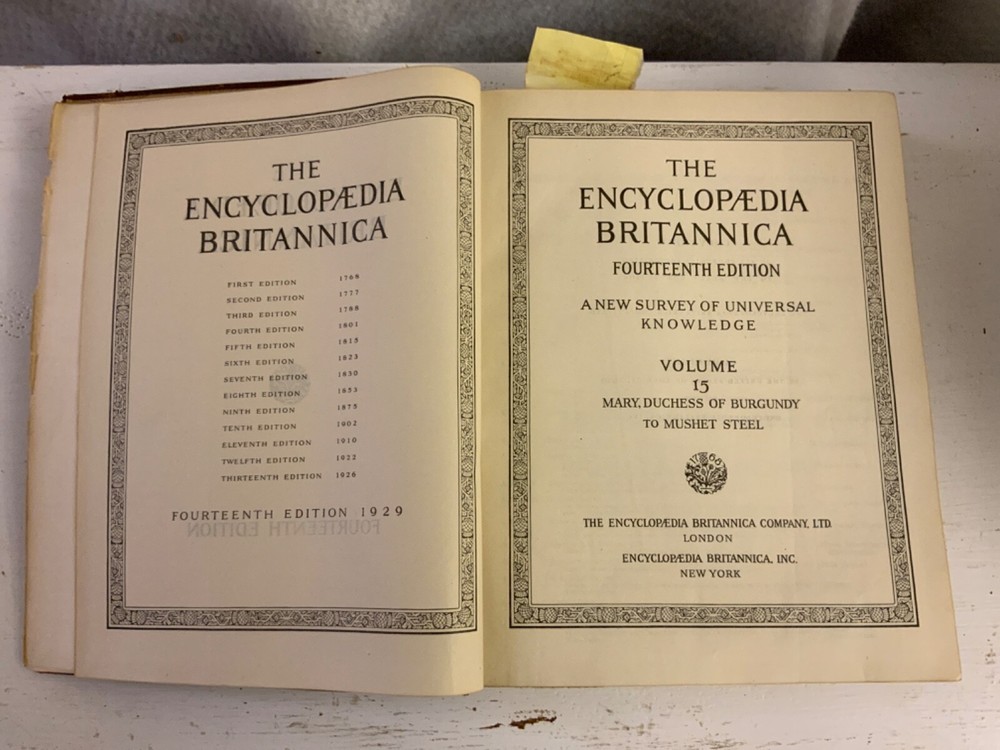 THE
ENCYCLOPÆDIA
BRITANNICA
FIRST EDITION 1768
SECOND EDITION 1777
THIRD EDITION 1788
FOURTH EDITION 1801
FIFTH EDITION 1815
SIXTH EDITION 1823
SEVENTH EDITION 1830
EIGHTH EDITION 1853
NINTH EDITION 1875
TENTH EDITION 1902
ELEVENTH EDITION 1910
TWELFTH EDITION 1922
THIRTEENTH EDITION 1926
FOURTEENTH EDITION 1929
THE
ENCYCLOPÆDIA
BRITANNICA
FOURTEENTH EDITION
A NEW SURVEY OF UNIVERSAL
KNOWLEDGE
VOLUME
15
MARY, DUCHESS OF BURGUNDY
TO MUSHET STEEL
1768
THE ENCYCLOPÆDIA BRITANNICA COMPANY, LTD.
LONDON
ENCYCLOPÆDIA BRITANNICA, INC.
NEW YORK